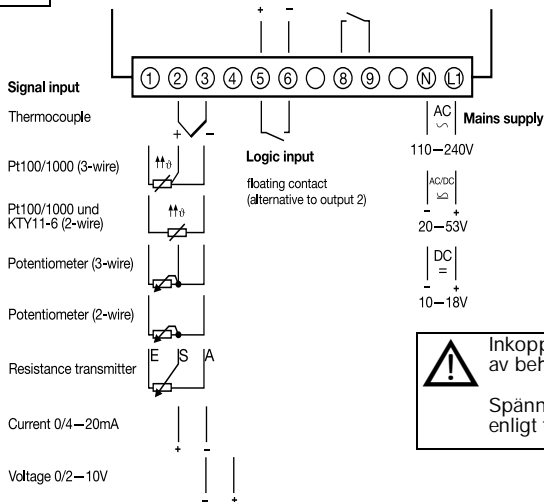 + –
1 2 3 4 5 6 8 9 N L1
Signal input
Thermocouple
+ –
Pt100/1000 (3-wire)
ϑ
Pt100/1000 und
KTY11-6 (2-wire)
ϑ
Potentiometer (3-wire)
Potentiometer (2-wire)
Resistance transmitter
E S A
Current 0/4—20mA
+ –
Voltage 0/2—10V
– +
Logic input
floating contact
(alternative to output 2)
AC
Mains supply
110—240V
AC/DC
– +
20—53V
DC
=
– +
10—18V
av beh
enligt